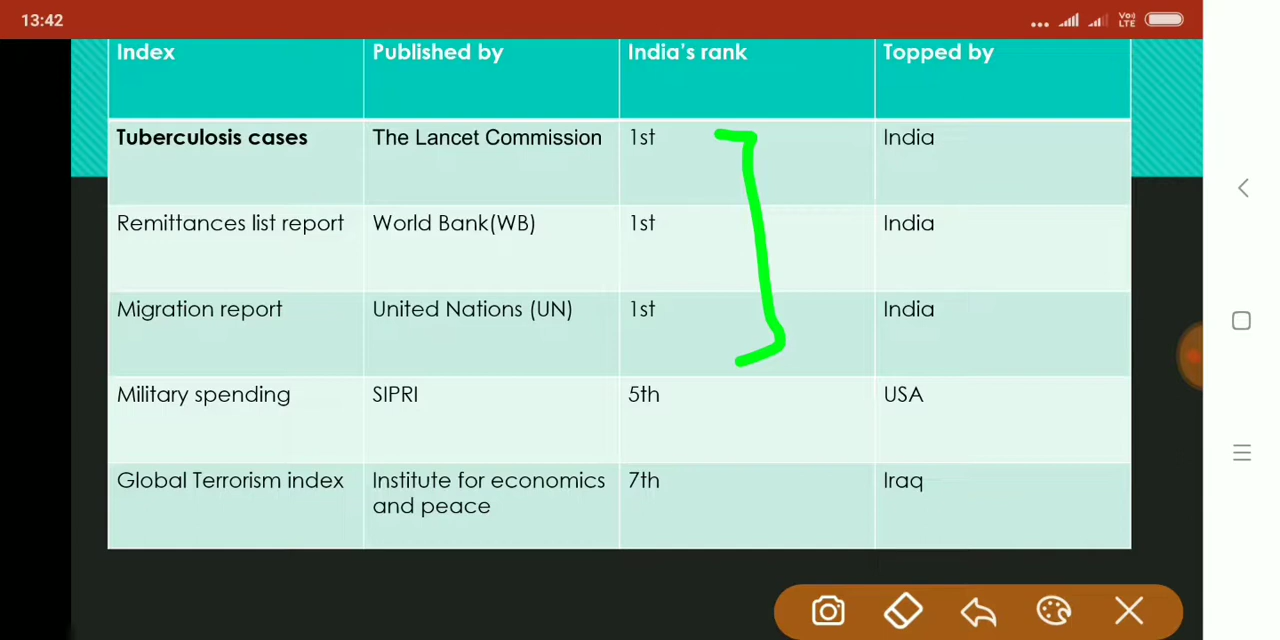 13:42
Vo))
LTE
Index Published by India's rank Topped by
Tuberculosis cases The Lancet Commission 1st India
Remittances list report World Bank(WB) 1st India
Migration report United Nations (UN) 1st India
Military spending SIPRI 5th USA
Global Terrorism index Institute for economics 7th Iraq
and peace